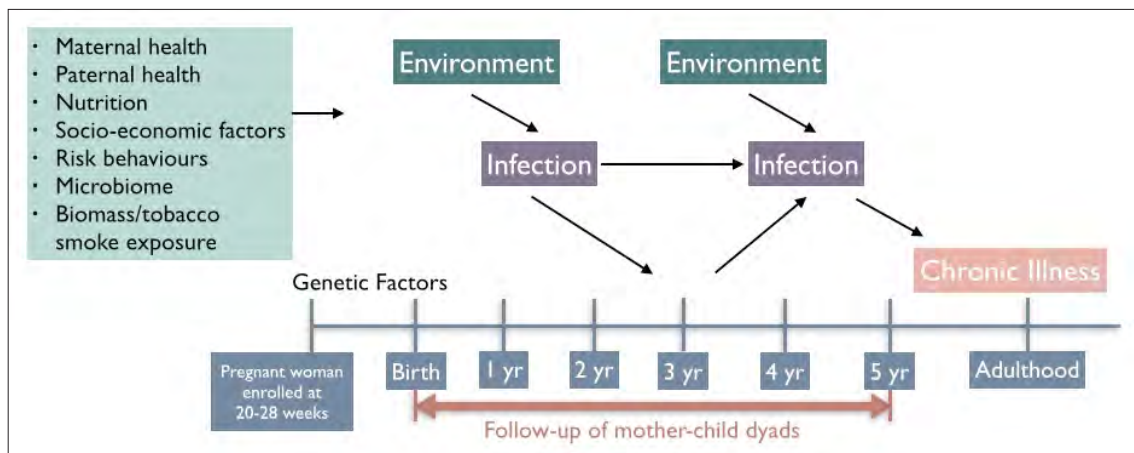 · Maternal health
· Paternal health
· Nutrition
· Socio-economic factors
· Risk behaviours
· Microbiome
· Biomass/tobacco
smoke exposure
Environment
Environment
Infection
Infection
Chronic Illness
Genetic Factors
Pregnant woman
enrolled at
20-28 weeks
Birth
1 yr
2 yr
3 yr
4 yr
5 yr
Adulthood
Follow-up of mother-child dyads